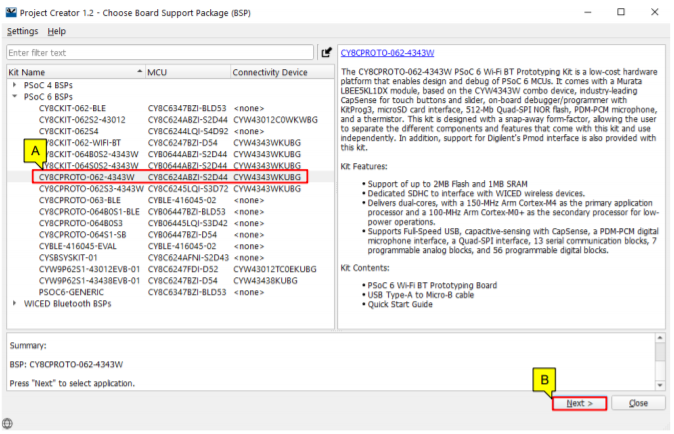 Project Creator 1.2 - Choose Board Support Package (BSP)
Settings Help
Enter filter text
Kit Name MCU Connectivity Device
PSoC 4 BSPs
PSoC 6 BSPs
CY8CKIT-062-BLE CY8C6347BZI-BLD53 <none>
CY8CKIT-062S2-43012 CY8C624ABZI-S2D44 CYW43012C0WKWBG
CY8CKIT-062S4 CY8C6244LQI-S4D92 <none>
CY8CKIT-062-WIFI-BT CY8C6247BZI-D54 CYW4343WKUBG
A
CY8CKIT-064B0S2-4343W CYB0644ABZI-S2D44 CYW4343WKUBG
CY8CKIT-064S0S2-4343W CYB0644ABZI-S2D44 CYW4343WKUBG
CY8CPROTO-062-4343W CY8C624ABZI-S2D44 CYW4343WKUBG
CY8CPROTO-062S3-4343W CY8C6245LQI-S3D72 CYW4343WKUBG
CY8CPROTO-063-BLE CYBLE-416045-02 <none>
CY8CPROTO-064B0S1-BLE CYB06447BZI-BLD53 <none>
CY8CPROTO-064B0S3 CYB06445LQI-S3D42 <none>
CY8CPROTO-064S1-SB CYB06447BZI-D54 <none>
CYBLE-416045-EVAL CYBLE-416045-02 <none>
CYSBSYSKIT-01 CY8C624AFNI-S2D43 <none>
CYW9P62S1-43012EVB-01 CY8C6247FDI-D52 CYW43012TC0EKUBG
CYW9P62S1-43438EVB-01 CY8C6247BZI-D54 CYW43438KUBG
PSOC6-GENERIC CY8C6347BZI-BLD53 <none>
WICED Bluetooth BSPs
CY8CPROTO-062-4343W
The CY8CPROTO-062-4343W PSoC 6 Wi-Fi BT Prototyping Kit is a low-cost hardware
platform that enables design and debug of PSoC 6 MCUs. It comes with a Murata
LBEE5KL1DX module, based on the CYW4343W combo device, industry-leading
CapSense for touch buttons and slider, on-board debugger/programmer with
KitProg3, microSD card interface, 512-Mb Quad-SPI NOR flash, PDM-PCM microphone,
and a thermistor. This kit is designed with a snap-away form-factor, allowing the user
to separate the different components and features that come with this kit and use
independently. In addition, support for Digilent's Pmod interface is also provided with
this kit.
Kit Features:
• Support of up to 2MB Flash and 1MB SRAM
• Dedicated SDHC to interface with WICED wireless devices.
• Delivers dual-cores, with a 150-MHz Arm Cortex-M4 as the primary application
processor and a 100-MHz Arm Cortex-M0+ as the secondary processor for low-
power operations.
• Supports Full-Speed USB, capacitive-sensing with CapSense, a PDM-PCM digital
microphone interface, a Quad-SPI interface, 13 serial communication blocks, 7
programmable analog blocks, and 56 programmable digital blocks.
Kit Contents:
• PSoC 6 WiFi BT Prototyping Board
• USB Type-A to Micro-B cable
• Quick Start Guide
Summary:
BSP: CY8CPROTO-062-4343W
Press "Next" to select application.
B
Next > Close